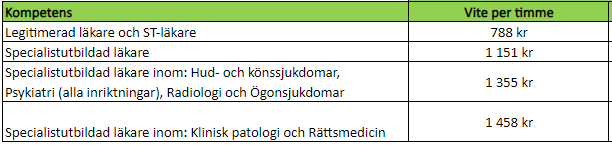 Kompetens Vite per timme
Legitimerad läkare och ST-läkare 788 kr
Specialistutbildad läkare 1 151 kr
Specialistutbildad läkare inom: Hud- och könssjukdomar,
Psykiatri (alla inriktningar), Radiologi och Ögonsjukdomar 1 355 kr
Specialistutbildad läkare inom: Klinisk patologi och Rättsmedicin 1 458 kr